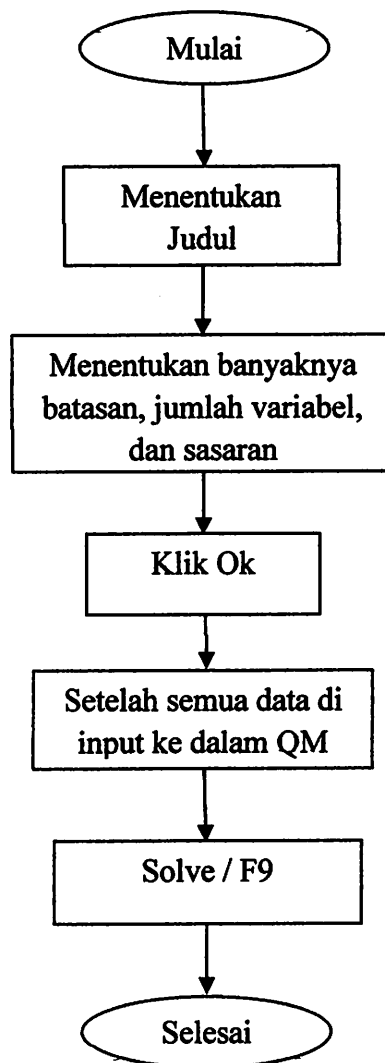 Mulai
Menentukan
Judul
Menentukan banyaknya
batasan, jumlah variabel,
dan sasaran
Klik Ok
Setelah semua data di
input ke dalam QM
Solve / F9
Selesai